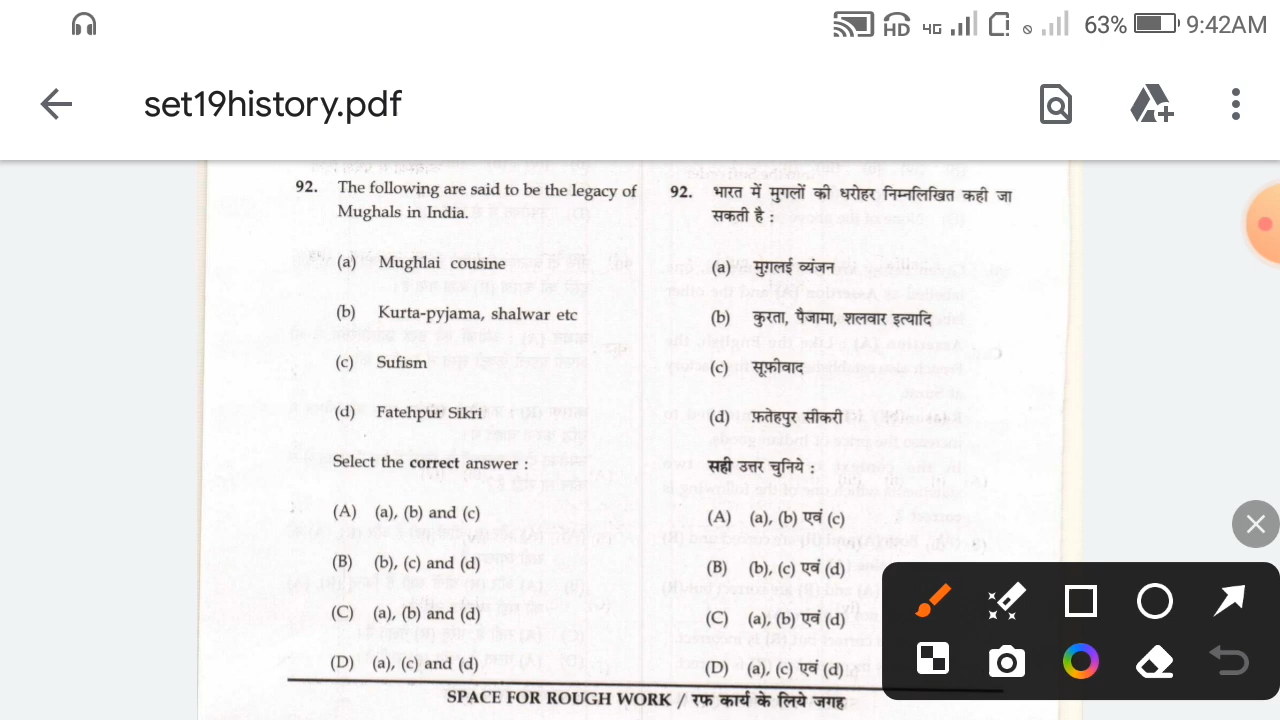 HD 4G 63% 9:42AM
set19history.pdf
92. The following are said to be the legacy of
Mughals in India.
(a) Mughlai cousine
(b) Kurta-pyjama, shalwar etc
(c) Sufism
(d) Fatehpur Sikri
Select the correct answer :
(A) (a), (b) and (c)
(B) (b), (c) and (d)
(C) (a), (b) and (d)
(D) (a), (c) and (d)
92. भारत में मुगलों की धरोहर निम्नलिखित कही जा
सकती है :
(a) मुग़लई व्यंजन
(b) कुरता, पैजामा, शलवार इत्यादि
(c) सूफ़ीवाद
(d) फ़तेहपुर सीकरी
सही उत्तर चुनिये :
(A) (a), (b) एवं (c)
(B) (b), (c) एवं (d)
(C) (a), (b) एवं (d)
(D) (a), (c) एवं (d)
SPACE FOR ROUGH WORK / रफ कार्य के लिये जगह